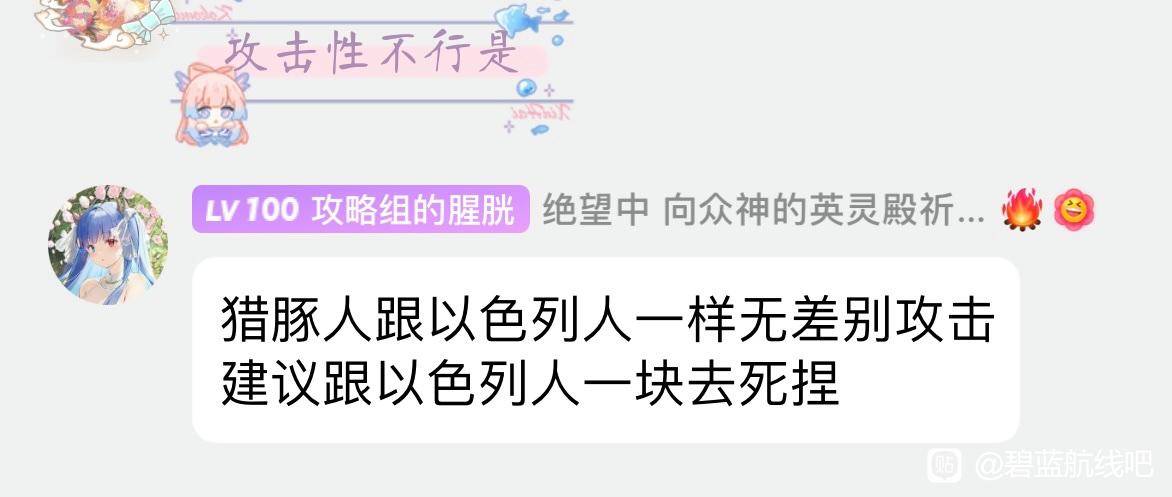 攻击性不行是
LV 100 攻略组的腥胱 绝望中 向众神的英灵殿祈...
猎豚人跟以色列人一样无差别攻击
建议跟以色列人一块去死捏
贴 @碧蓝航线吧